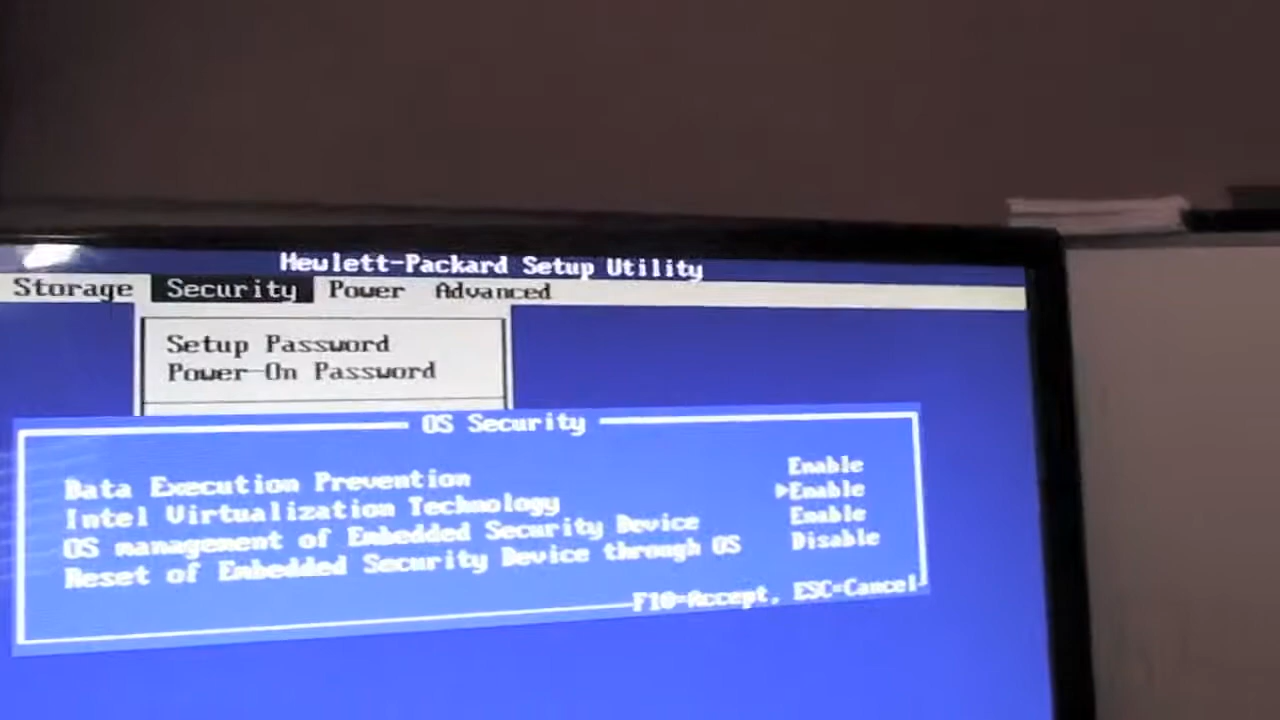 Hewlett-Packard Setup Utility
Storage Security Power Advanced
Setup Password
Power-On Password
OS Security
Data Execution Prevention Enable
Intel Virtualization Technology ▶Enable
OS management of Embedded Security Device Enable
Reset of Embedded Security Device through OS Disable
F10=Accept, ESC=Cancel